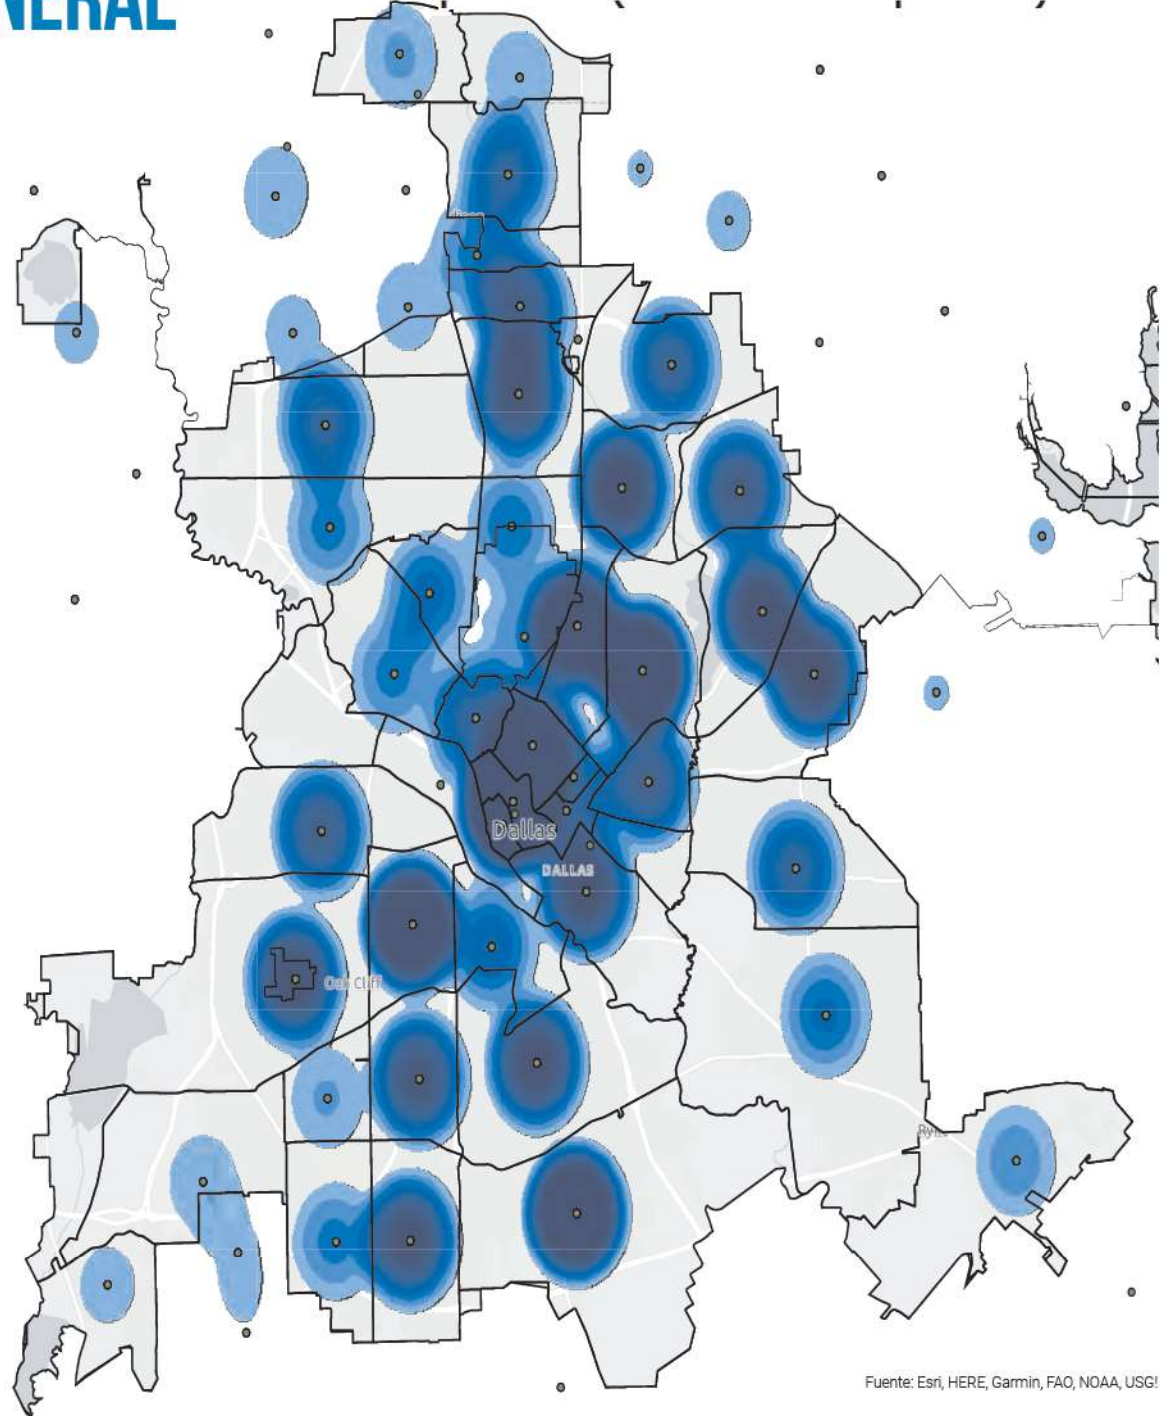 NERAL
Dallas
DALLAS
Oak Cliff
Fuente: Esri, HERE, Garmin, FAO, NOAA, USG